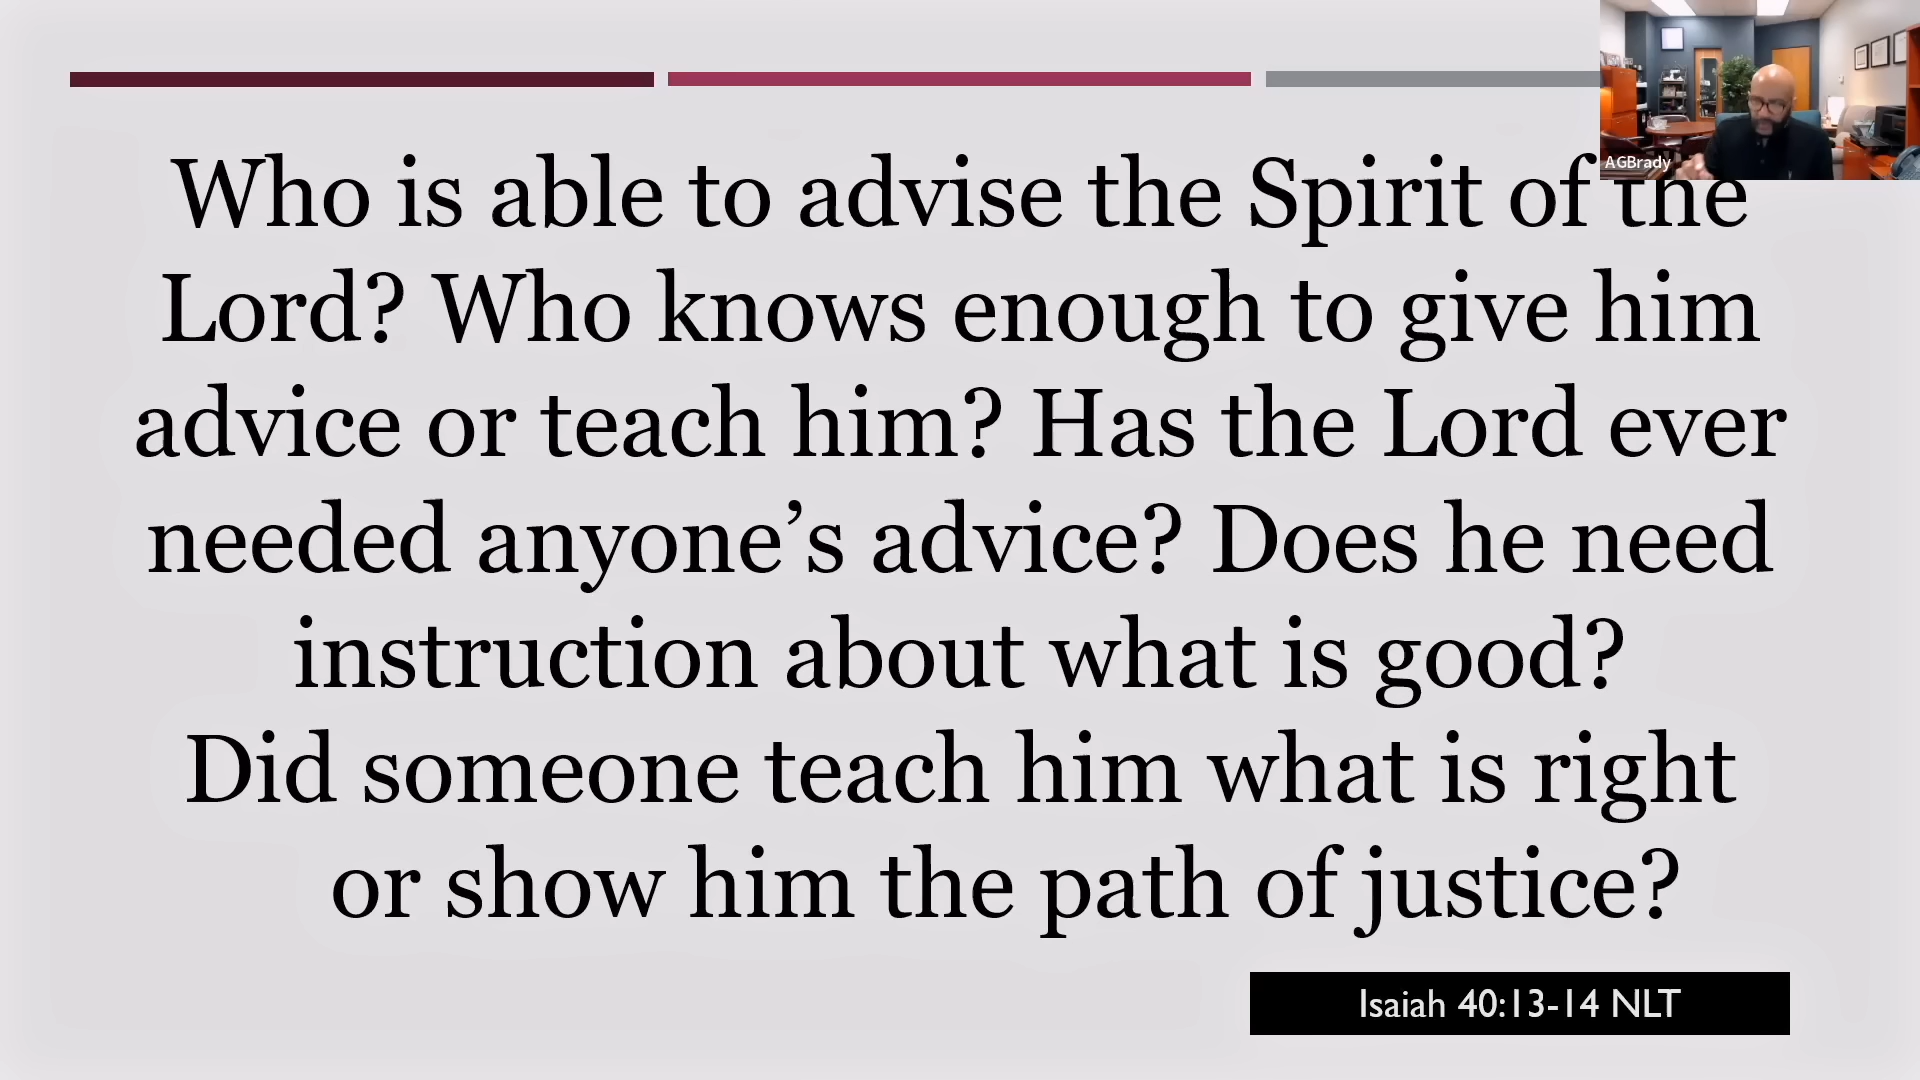 AGBrady
Who is able to advise the Spirit of the
Lord? Who knows enough to give him
advice or teach him? Has the Lord ever
needed anyone’s advice? Does he need
instruction about what is good?
Did someone teach him what is right
or show him the path of justice?
Isaiah 40:13-14 NLT